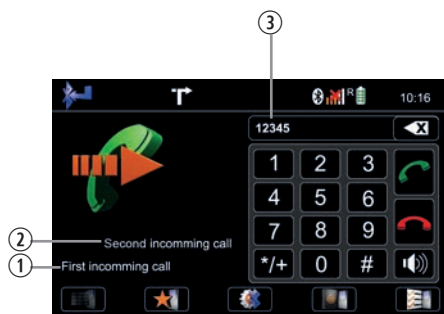 3
R
10:16
12345
1 2 3
4 5 6
2
Second incomming call
7 8 9
1
First incomming call
*/+ 0 #